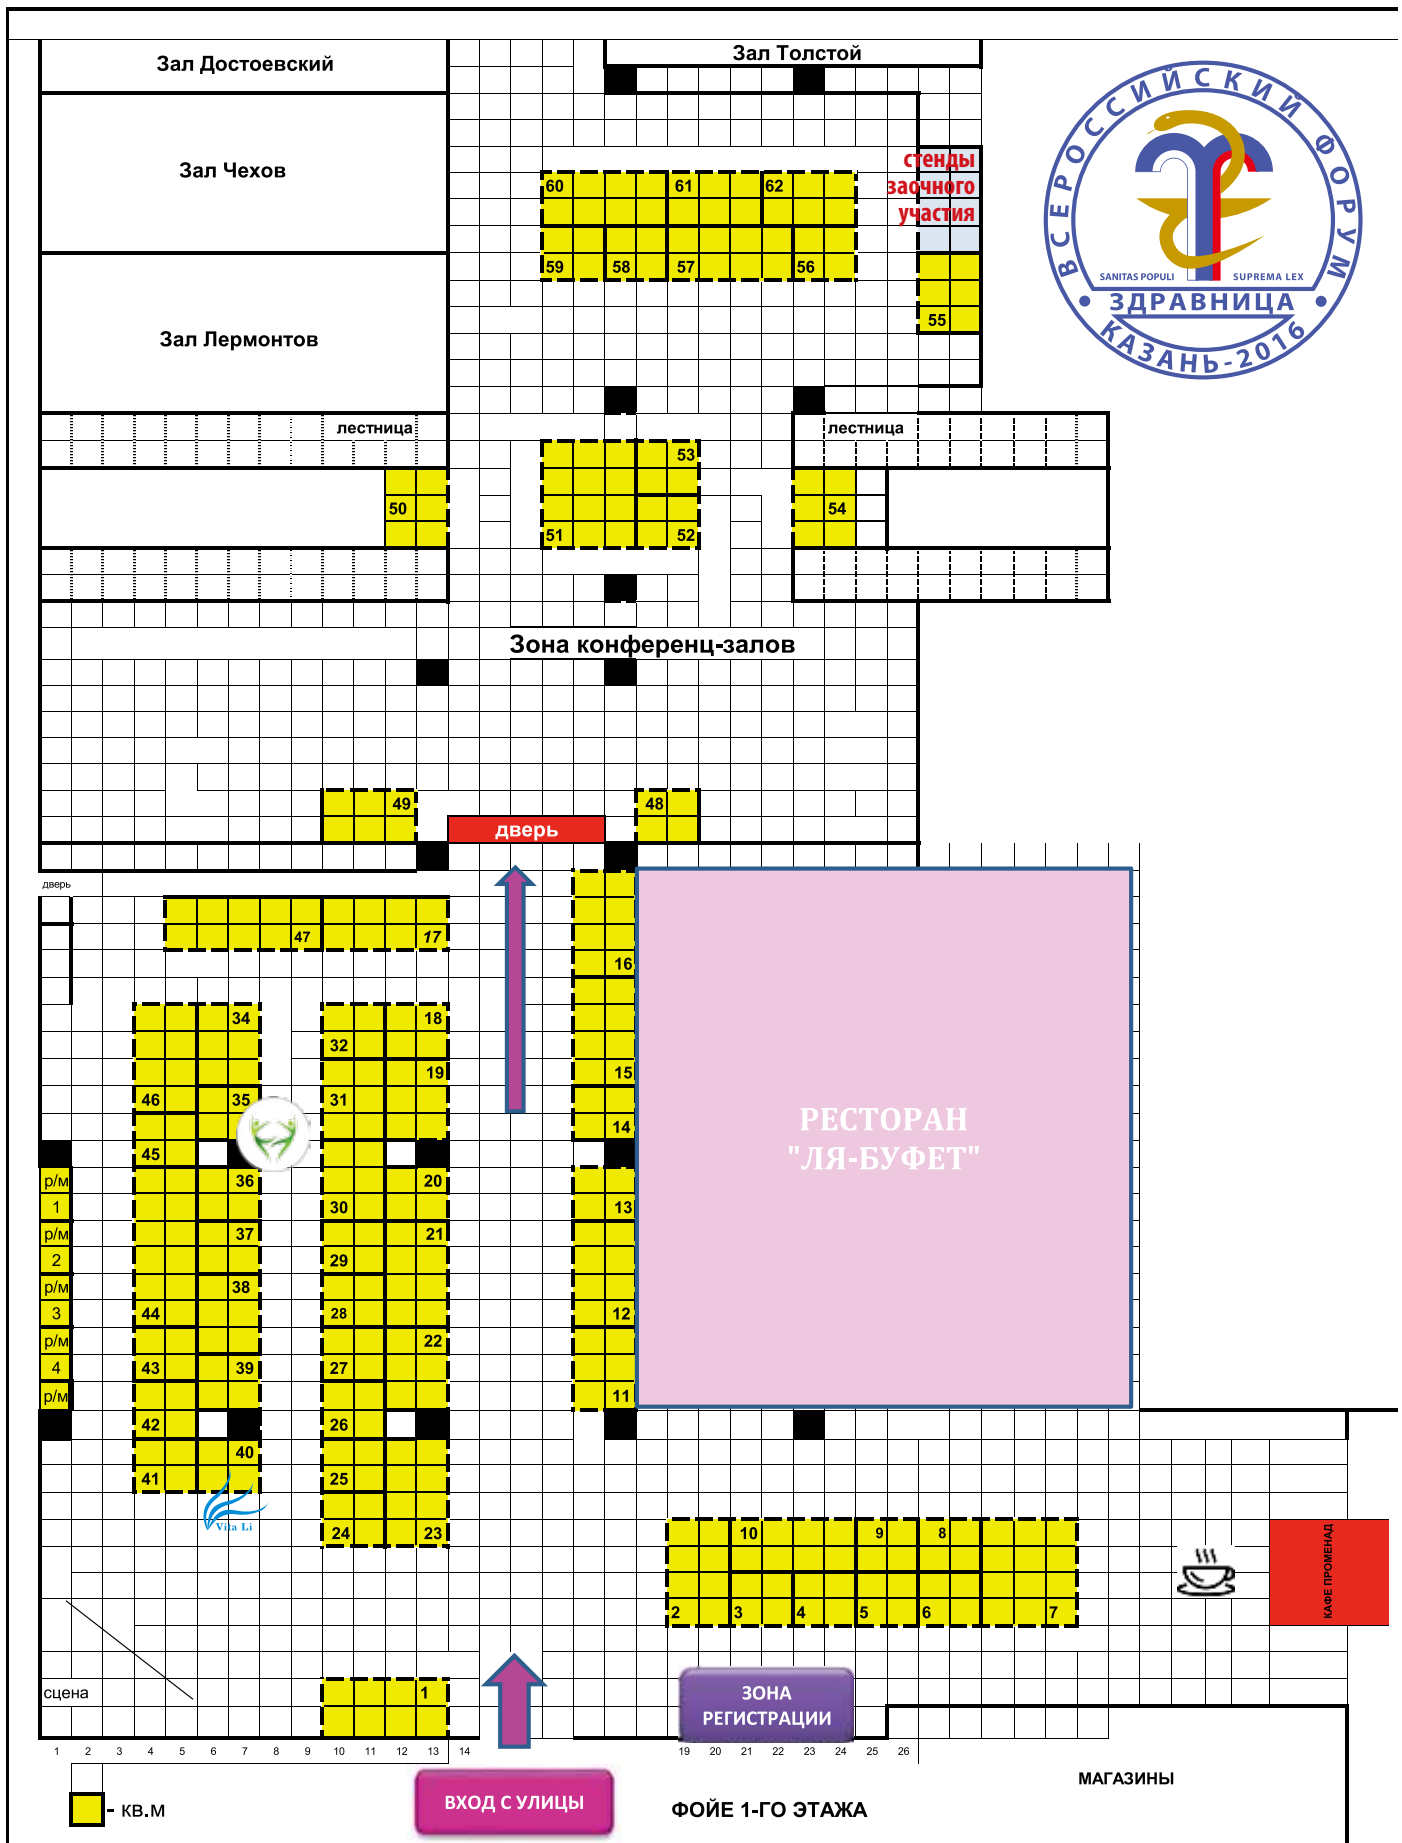 Зал Достоевский
Зал Толстой
ВСЕРОССИЙСКИЙ ФОРУМ
SANITAS POPULI
SUPREMA LEX
• ЗДРАВНИЦА •
КАЗАНЬ-2016
Зал Чехов
стенды
заочного
участия
60 61 62
59 58 57 56
55
Зал Лермонтов
лестница
лестница
53
50
54
51 52
Зона конференц-залов
49
48
дверь
дверь
47 17
16
34 18
32
19
15
46 35 31
14
45
р/м
36 20
1
30
13
р/м
37 21
2
29
р/м
38
3
44 28
12
р/м
22
4
43 39 27
р/м
11
42 26
40
41 25
Vita Li
24 23
РЕСТОРАН
"ЛЯ-БУФЕТ"
10 9 8
2 3 4 5 6 7
КАФЕ ПРОМЕНАД
сцена
1
ЗОНА
РЕГИСТРАЦИИ
1 2 3 4 5 6 7 8 9 10 11 12 13 14 19 20 21 22 23 24 25 26
МАГАЗИНЫ
- кв.м
ВХОД С УЛИЦЫ
ФОЙЕ 1-ГО ЭТАЖА